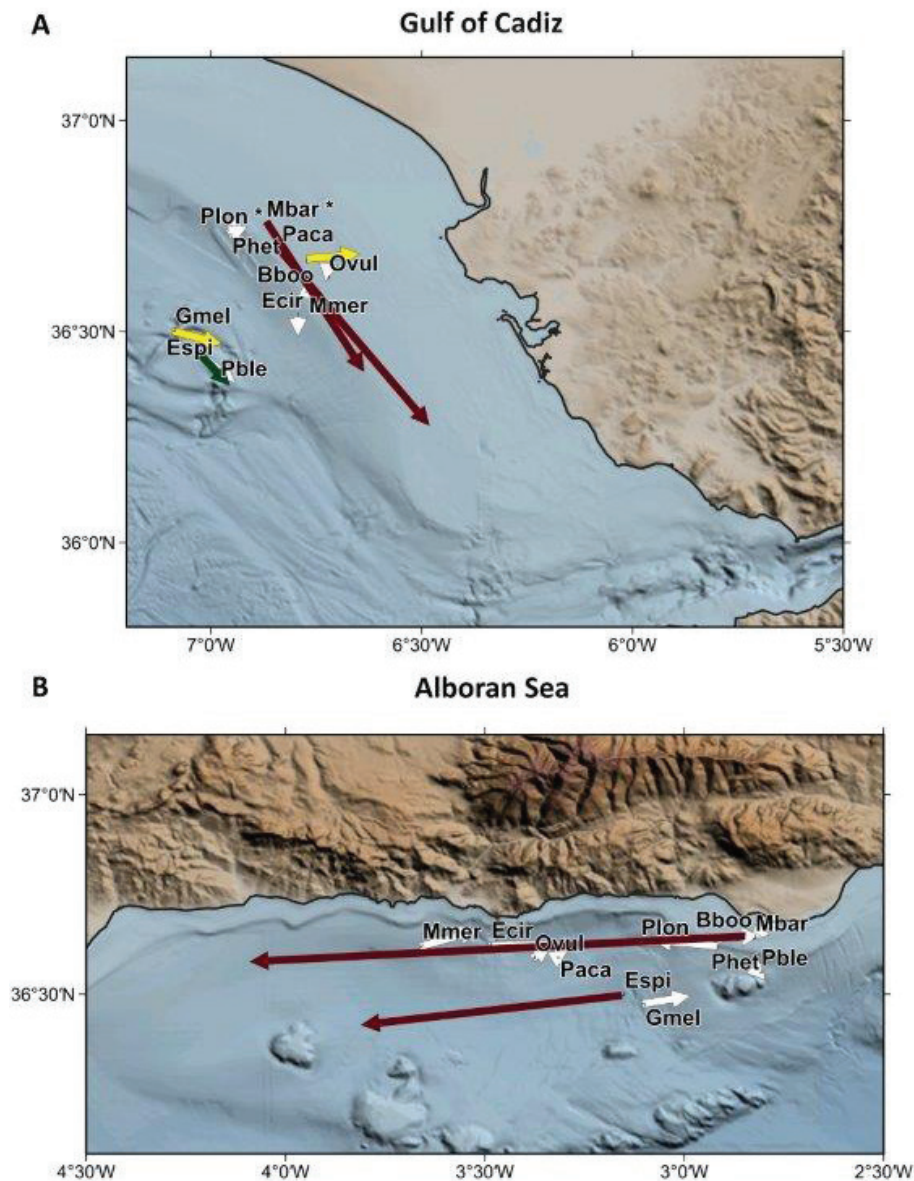 A
Gulf of Cadiz
37°0'N
Plon * Mbar *
Phet Paca
Bboo Ovul
Ecir Mmer
36°30'N
Gmel
Espi
Pble
36°0'N
7°0'W 6°30'W 6°0'W 5°30'W
B
Alboran Sea
37°0'N
Mmer Ecir Plon Bboo Mbar
Ovul
Paca Phet Pble
36°30'N
Espi
Gmel
4°30'W 4°0'W 3°30'W 3°0'W 2°30'W